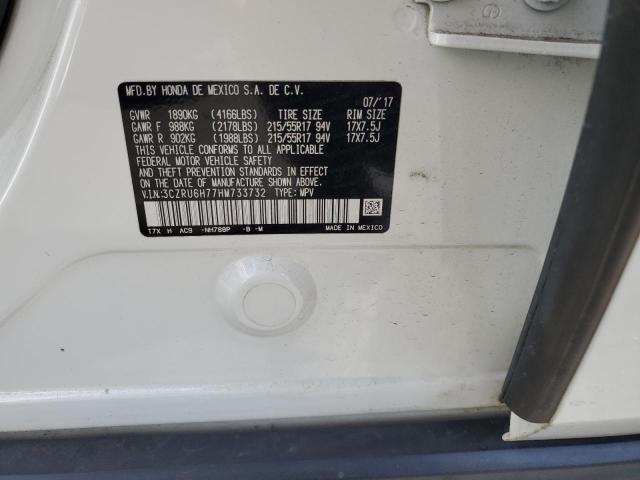 MFD.BY HONDA DE MEXICO S.A. DE C.V.
07/'17
GVWR 1890KG (4166LBS) TIRE SIZE RIM SIZE
GAWR F 988KG (2178LBS) 215/55R17 94V 17X7.5J
GAWR R 902KG (1988LBS) 215/55R17 94V 17X7.5J
THIS VEHICLE CONFORMS TO ALL APPLICABLE
FEDERAL MOTOR VEHICLE SAFETY
AND THEFT PREVENTION STANDARDS IN EFFECT
ON THE DATE OF MANUFACTURE SHOWN ABOVE.
V.I.N:3CZRU6H77HM733732 TYPE: MPV
T7X H AC9 -NH788P -B -M MADE IN MEXICO